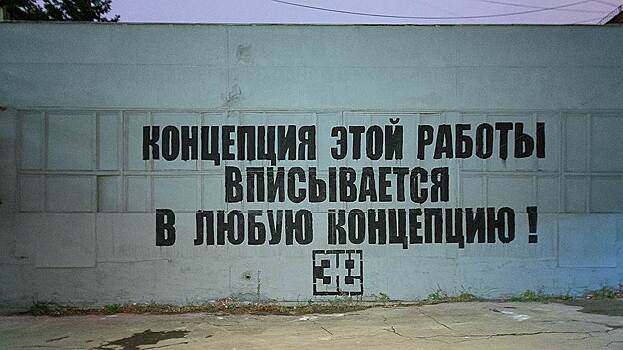 КОНЦЕПЦИЯ ЭТОЙ РАБОТЫ
ВПИСЫВАЕТСЯ
В ЛЮБУЮ КОНЦЕПЦИЮ !